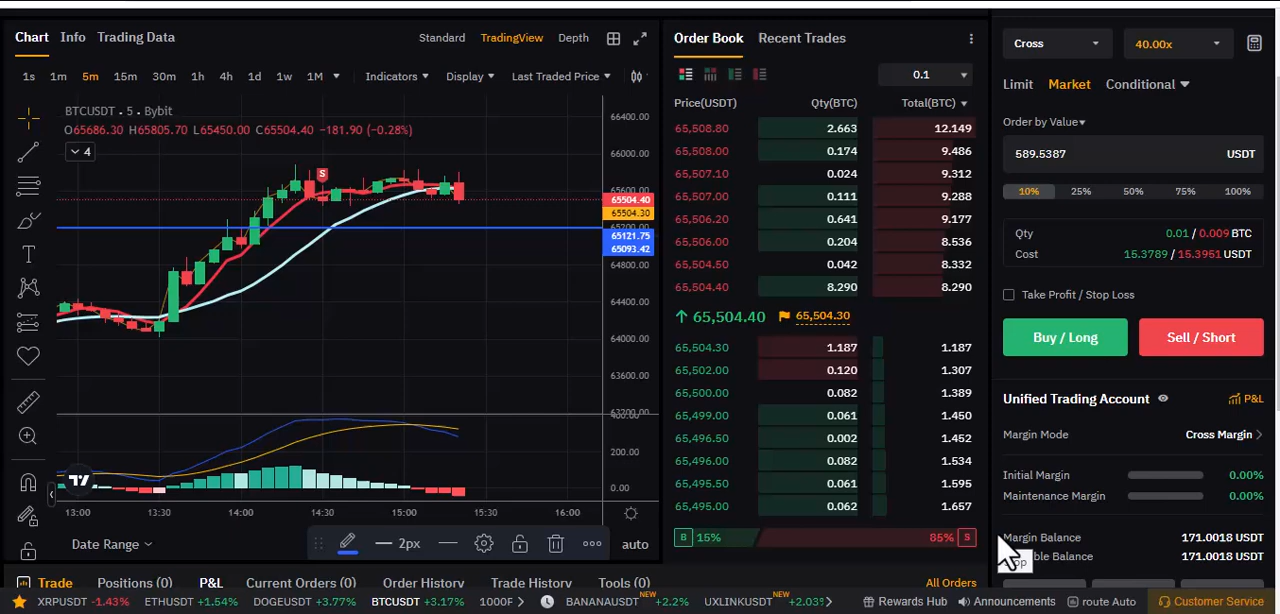 Chart Info Trading Data Standard TradingView Depth
1s 1m 5m 15m 30m 1h 4h 1d 1w 1M Indicators Display Last Traded Price
BTCUSDT · 5 · Bybit
O65686.30 H65805.70 L65450.00 C65504.40 −181.90 (−0.28%)
4
S
66400.00
66000.00
65600.00
65504.40
65504.30
65121.75
65093.42
64800.00
64400.00
64000.00
63600.00
200.00
0.00
13:00 13:30 14:00 14:30 15:00 15:30 16:00
2px
Date Range
auto
Order Book Recent Trades
0.1
Price(USDT) Qty(BTC) Total(BTC)
65,508.80 2.663 12.149
65,508.00 0.174 9.486
65,507.10 0.024 9.312
65,507.00 0.111 9.288
65,506.20 0.641 9.177
65,506.00 0.204 8.536
65,504.50 0.042 8.332
65,504.40 8.290 8.290
65,504.40 65,504.30
65,504.30 1.187 1.187
65,502.00 0.120 1.307
65,500.00 0.082 1.389
65,499.00 0.061 1.450
65,496.50 0.002 1.452
65,496.00 0.082 1.534
65,495.50 0.061 1.595
65,495.00 0.062 1.657
B 15% 85% S
Cross 40.00x
Limit Market Conditional
Order by Value
589.5387 USDT
10% 25% 50% 75% 100%
Qty 0.01 / 0.009 BTC
Cost 15.3789 / 15.3951 USDT
Take Profit / Stop Loss
Buy / Long Sell / Short
Unified Trading Account P&L
Margin Mode Cross Margin
Initial Margin 0.00%
Maintenance Margin 0.00%
Margin Balance 171.0018 USDT
Balance 171.0018 USDT
Trade Positions (0) P&L Current Orders (0) Order History Trade History Tools (0) All Orders
XRPUSDT -1.43% ETHUSDT +1.54% DOGEUSDT +3.77% BTCUSDT +3.17% 1000F BANANAUSDT NEW +2.2% UXLINKUSDT NEW +2.03% Rewards Hub Announcements route Auto Customer Service